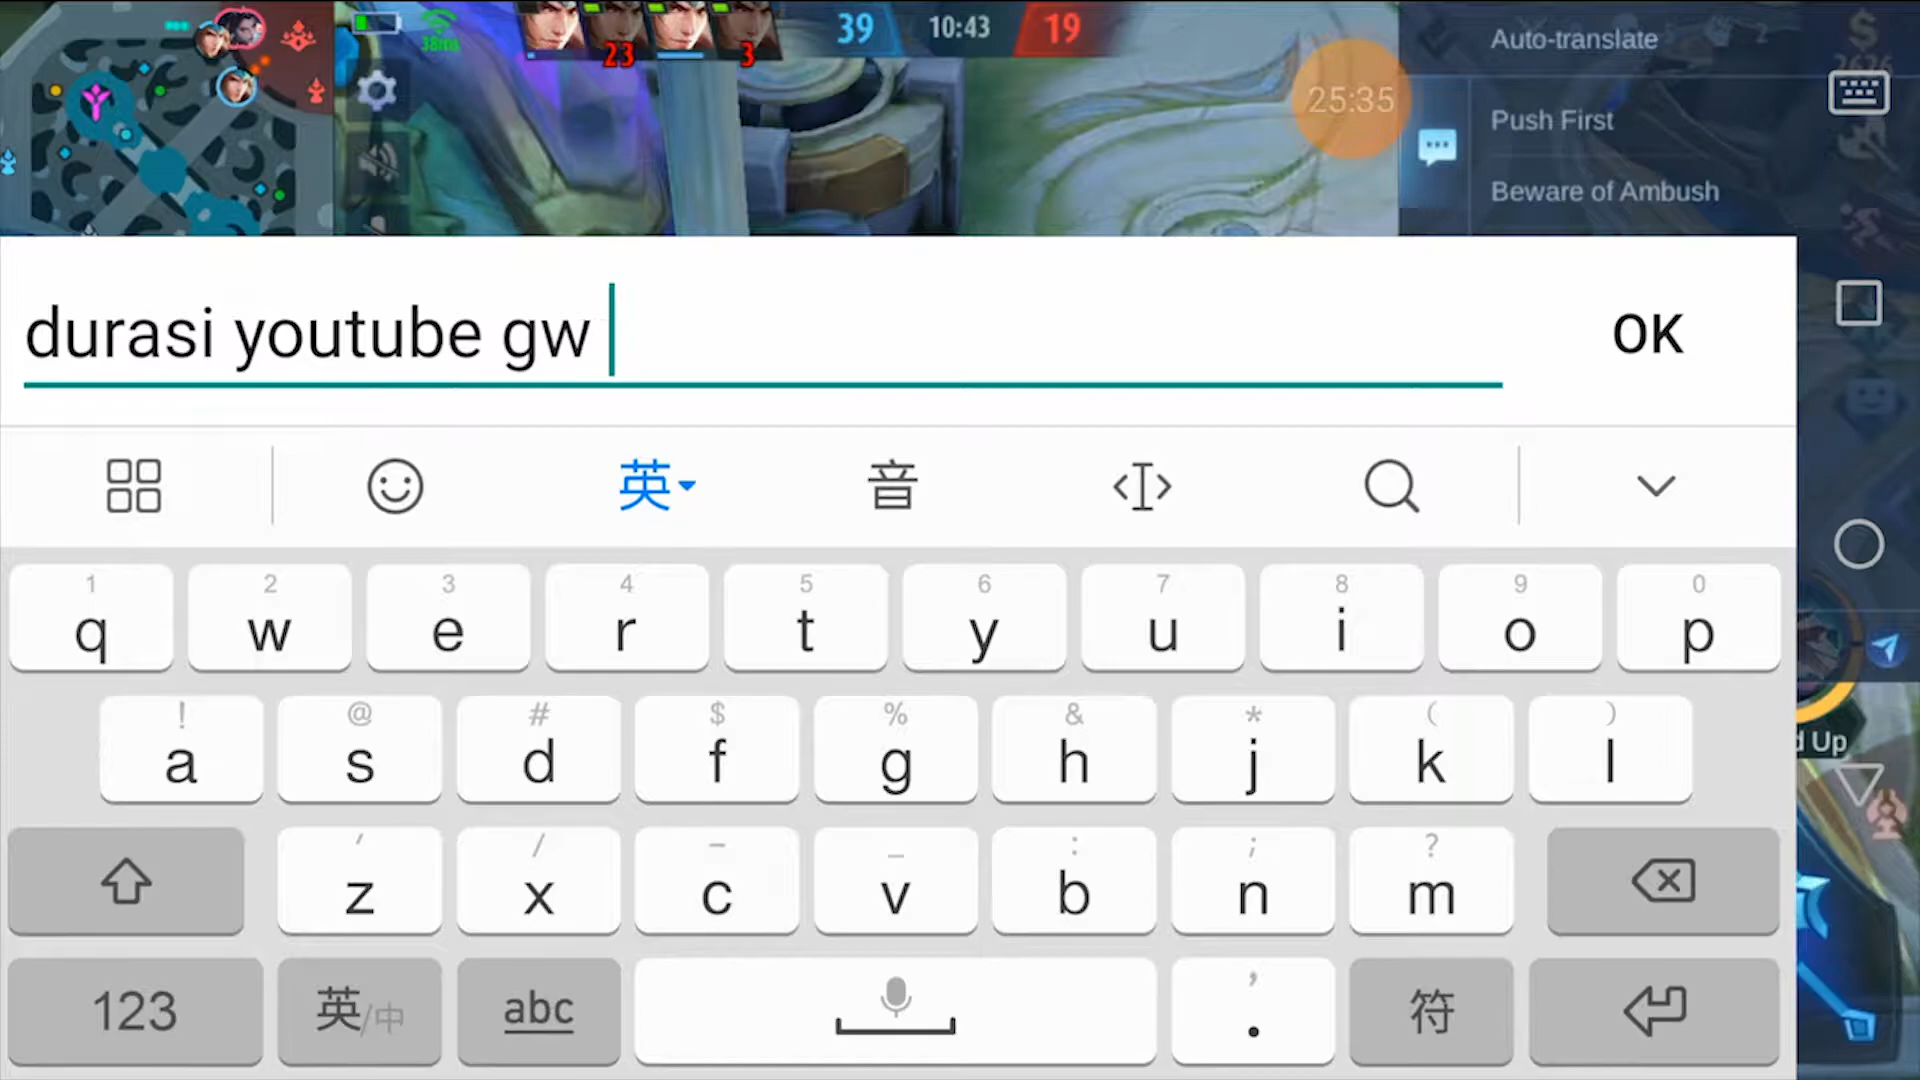 38ms
23
3
39
10:43
19
25:35
Auto-translate
Push First
Beware of Ambush
durasi youtube gw
OK
英
音
1 2 3 4 5 6 7 8 9 0
q w e r t y u i o p
! @ # $ % & * ( )
a s d f g h j k l
' / – _ : ; ?
z x c v b n m
123
英/中
abc
,
.
符
d Up